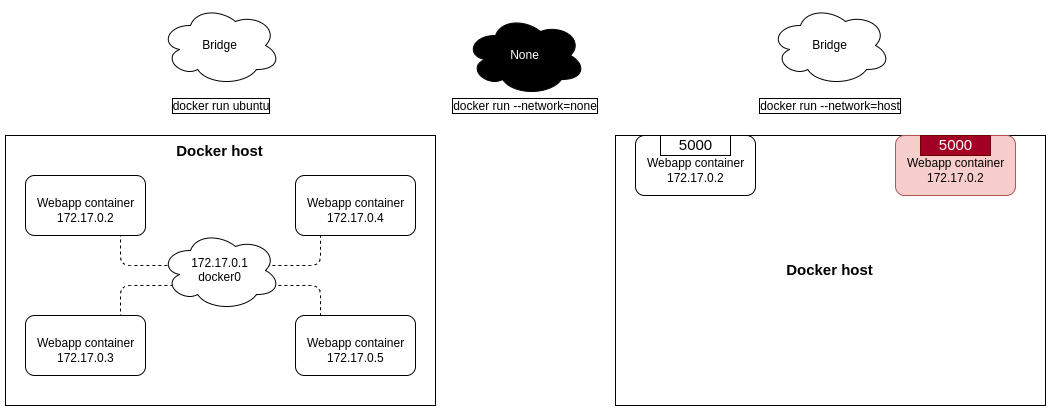 Bridge
docker run ubuntu
None
docker run --network=none
Bridge
docker run --network=host
Docker host
Webapp container
172.17.0.2
Webapp container
172.17.0.4
172.17.0.1
docker0
Webapp container
172.17.0.3
Webapp container
172.17.0.5
5000
Webapp container
172.17.0.2
5000
Webapp container
172.17.0.2
Docker host